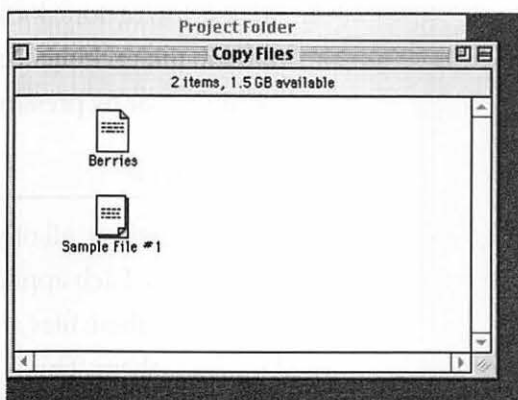 Project Folder
Copy Files
2 items, 1.5 GB available
Berries
Sample File #1